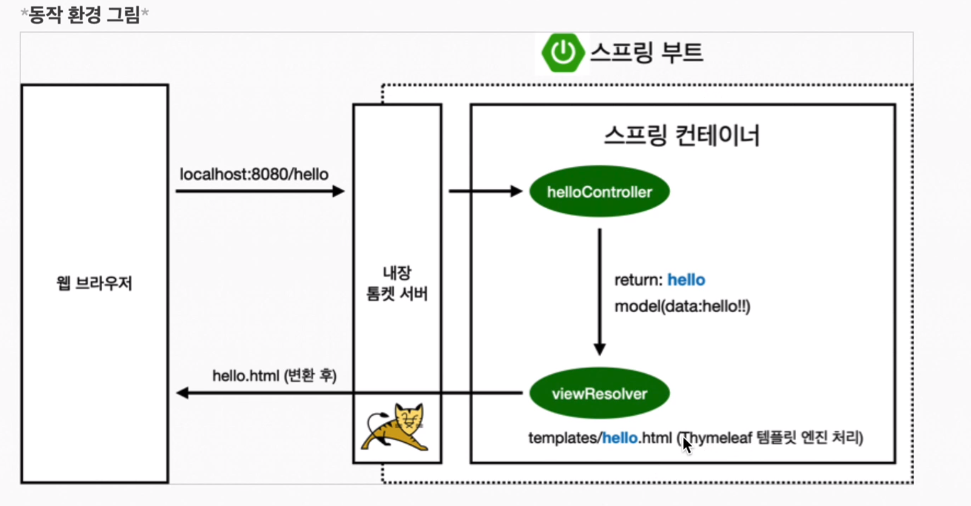 *동작 환경 그림*
스프링 부트
스프링 컨테이너
localhost:8080/hello
helloController
웹 브라우저
내장
톰켓 서버
return: hello
model(data:hello!!)
hello.html (변환 후)
viewResolver
templates/hello.html (Thymeleaf 템플릿 엔진 처리)